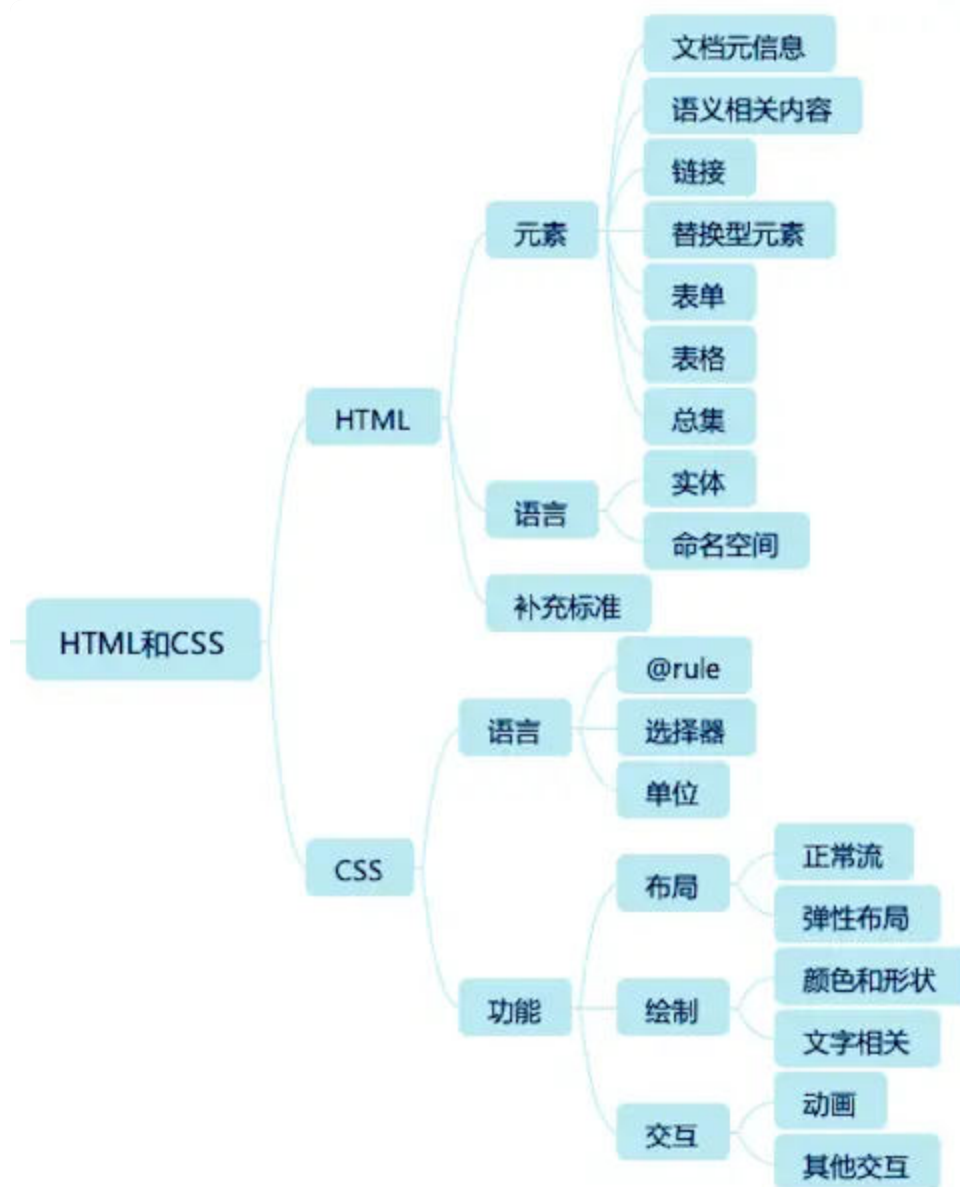 文档元信息
语义相关内容
链接
元素
替换型元素
表单
表格
HTML
总集
实体
语言
命名空间
补充标准
HTML和CSS
@rule
语言
选择器
单位
CSS
正常流
布局
弹性布局
颜色和形状
功能
绘制
文字相关
动画
交互
其他交互